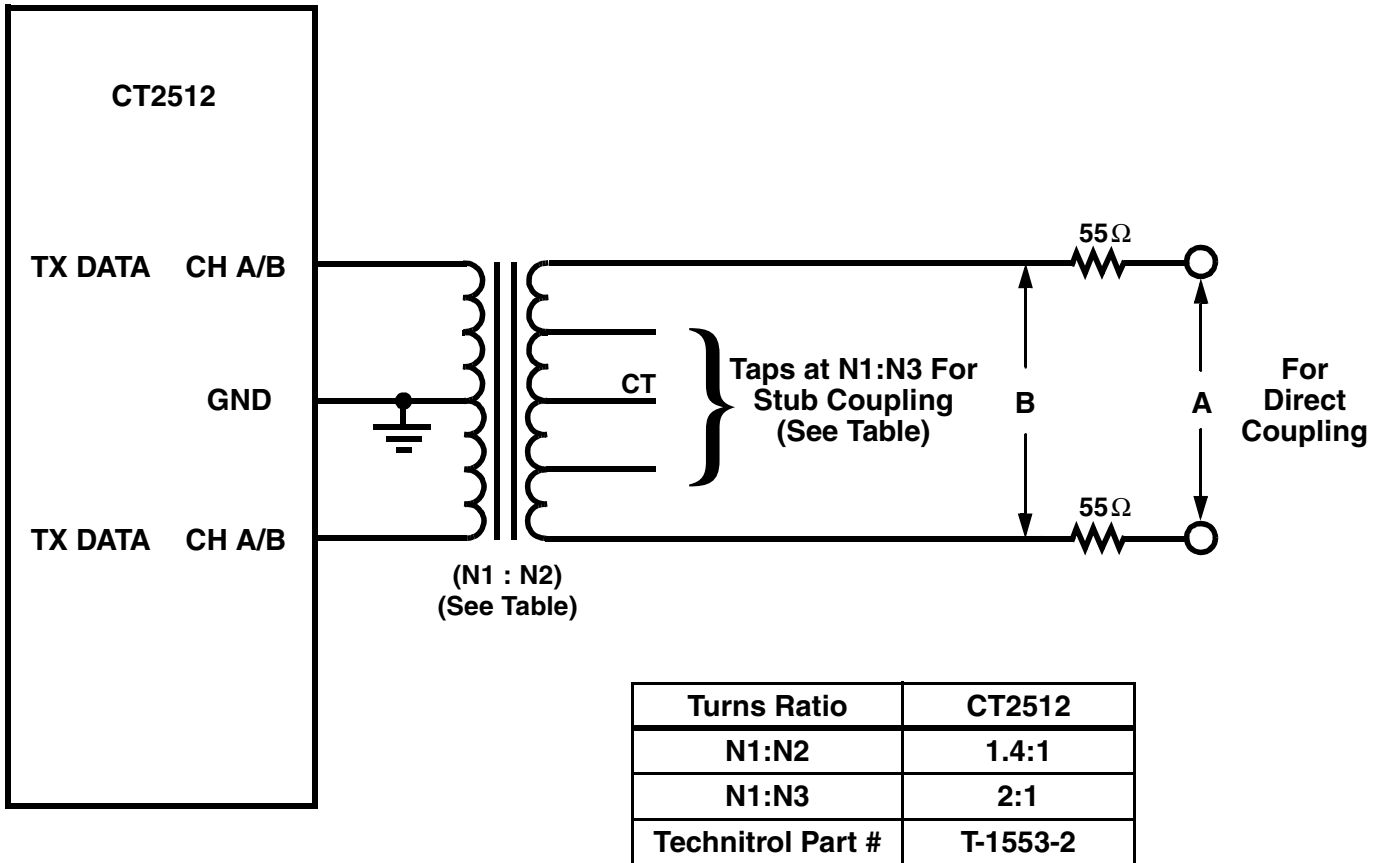 CT2512
TX DATA CH A/B
GND
TX DATA CH A/B
(N1 : N2)
(See Table)
CT
Taps at N1:N3 For
Stub Coupling
(See Table)
B
55Ω
55Ω
A
For
Direct
Coupling
Turns Ratio CT2512
N1:N2 1.4:1
N1:N3 2:1
Technitrol Part # T-1553-2